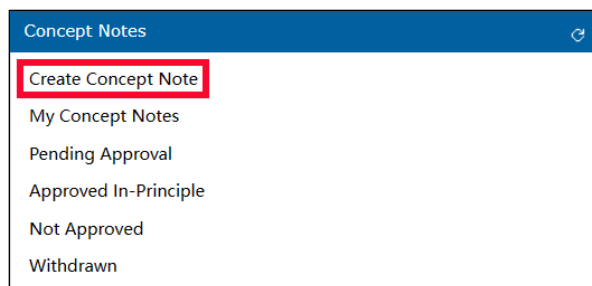 Concept Notes
Create Concept Note
My Concept Notes
Pending Approval
Approved In-Principle
Not Approved
Withdrawn